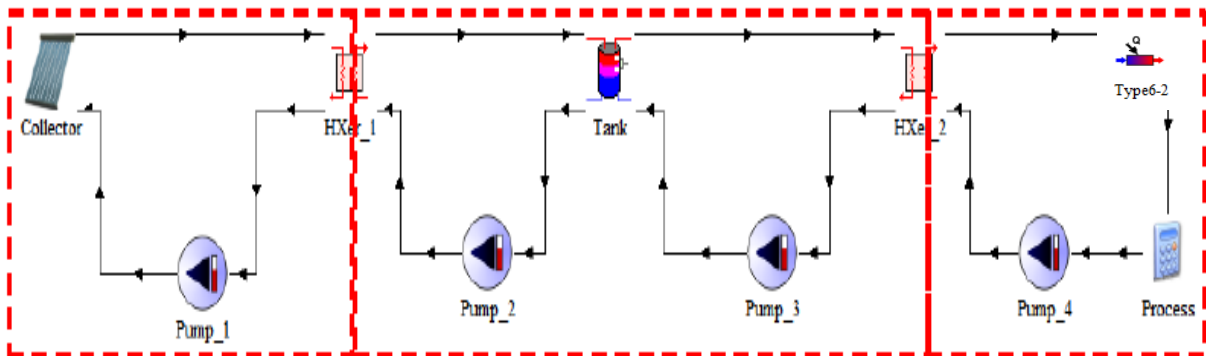 Q
Type6-2
Collector
HXer_1
Tank
HXer_2
Pump_1
Pump_2
Pump_3
Pump_4
Process